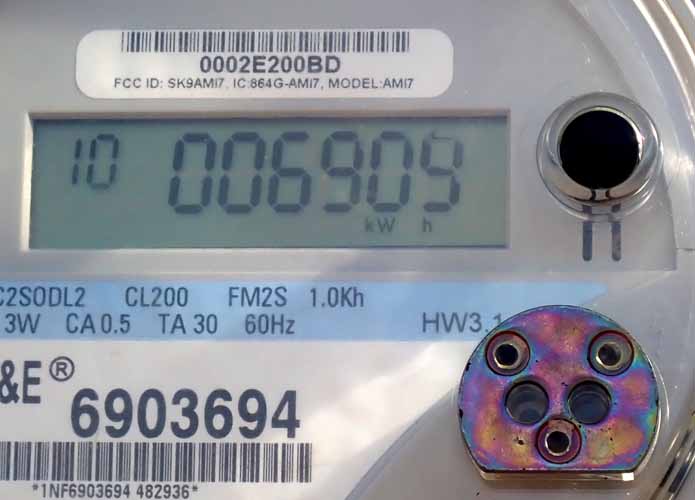 0002E200BD
FCC ID: SK9AMI7, IC:864G-AMI7, MODEL:AMI7
10 006909
kW h
C2SODL2 CL200 FM2S 1.0Kh
3W CA 0.5 TA 30 60Hz HW3.1
&E®
6903694
*1NF6903694 482936*